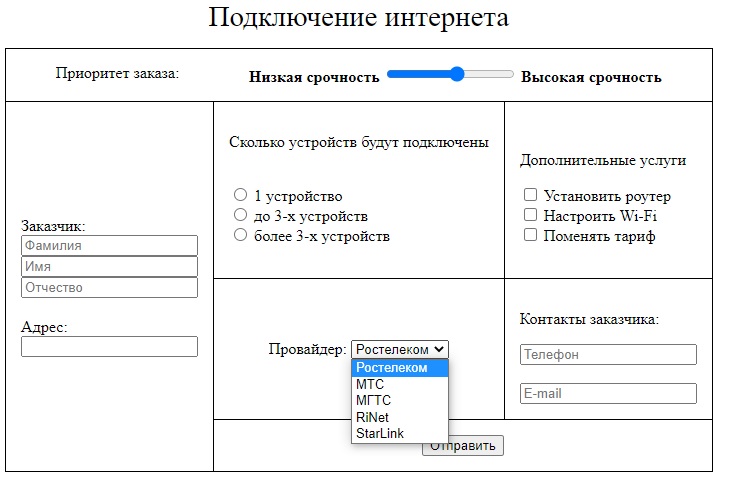 Подключение интернета
Приоритет заказа:
Низкая срочность
Высокая срочность
Сколько устройств будут подключены
1 устройство
до 3-х устройств
более 3-х устройств
Дополнительные услуги
Установить роутер
Настроить Wi-Fi
Поменять тариф
Заказчик:
Фамилия
Имя
Отчество
Адрес:
Провайдер: Ростелеком
Ростелеком
МТС
МГТС
RiNet
StarLink
Контакты заказчика:
Телефон
E-mail
Отправить